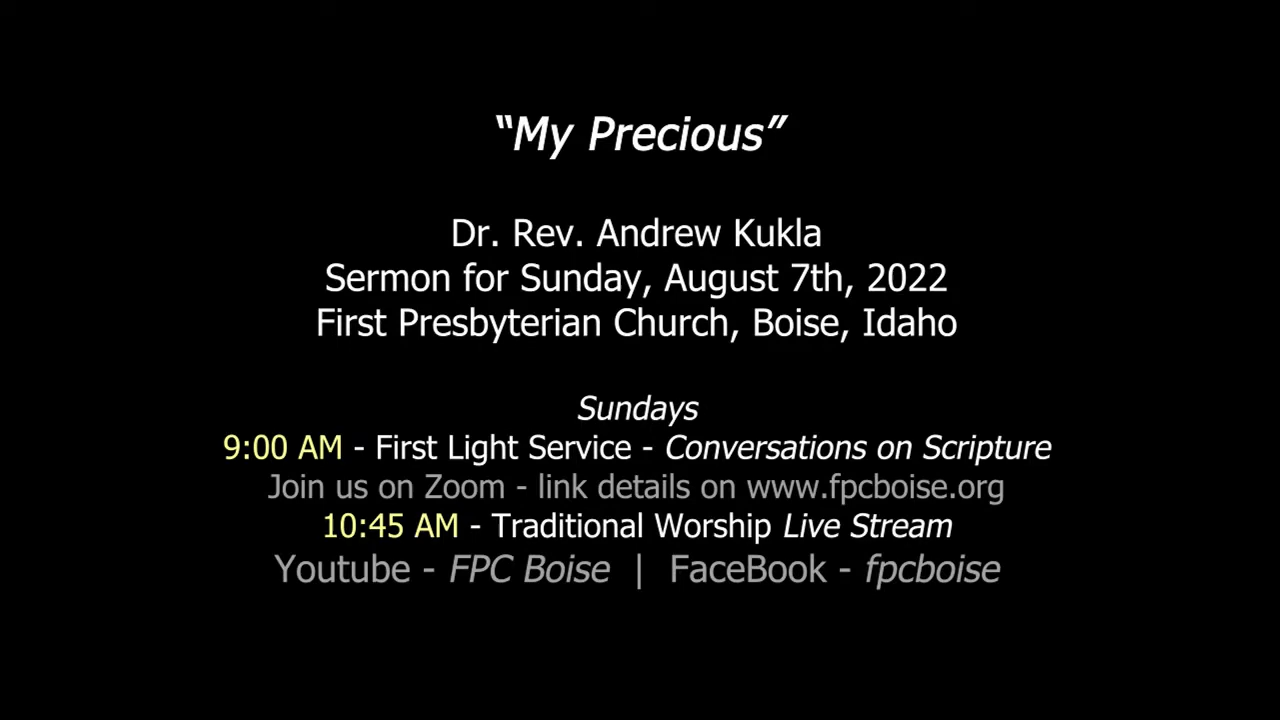 “My Precious”
Dr. Rev. Andrew Kukla
Sermon for Sunday, August 7th, 2022
First Presbyterian Church, Boise, Idaho
Sundays
9:00 AM - First Light Service - Conversations on Scripture
Join us on Zoom - link details on www.fpcboise.org
10:45 AM - Traditional Worship Live Stream
Youtube - FPC Boise | FaceBook - fpcboise